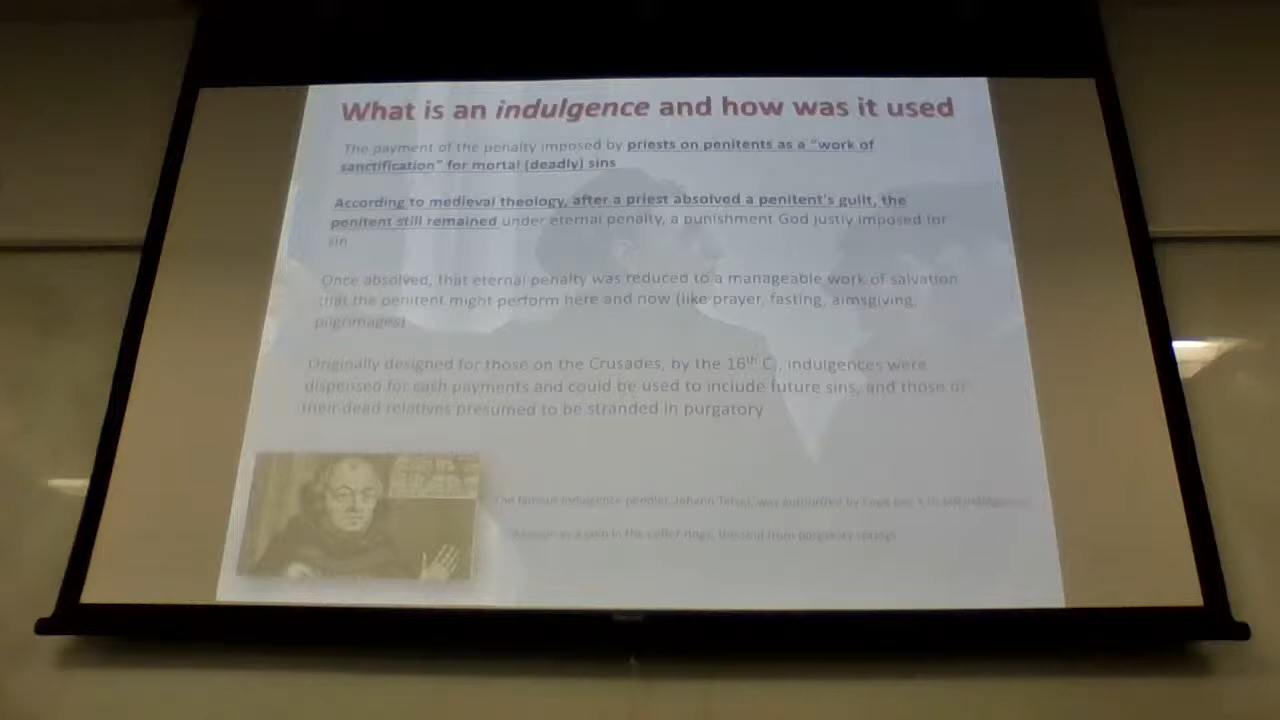 What is an indulgence and how was it used
The payment of the penalty imposed by priests on penitents as a "work of
sanctification" for mortal (deadly) sins
According to medieval theology, after a priest absolved a penitent's guilt, the
penitent still remained under eternal penalty, a punishment God justly imposed for
sin
Once absolved, that eternal penalty was reduced to a manageable work of salvation
that the penitent might perform here and now (like prayer, fasting, almsgiving,
pilgrimages)
Originally designed for those on the Crusades, by the 16th C., indulgences were
dispensed for cash payments and could be used to include future sins, and those of
their dead relatives presumed to be stranded in purgatory
The famous indulgence peddler, Johann Tetzel, was authorized by Pope Leo X to sell indulgences
coin in the coffer rings, the soul from purgatory springs